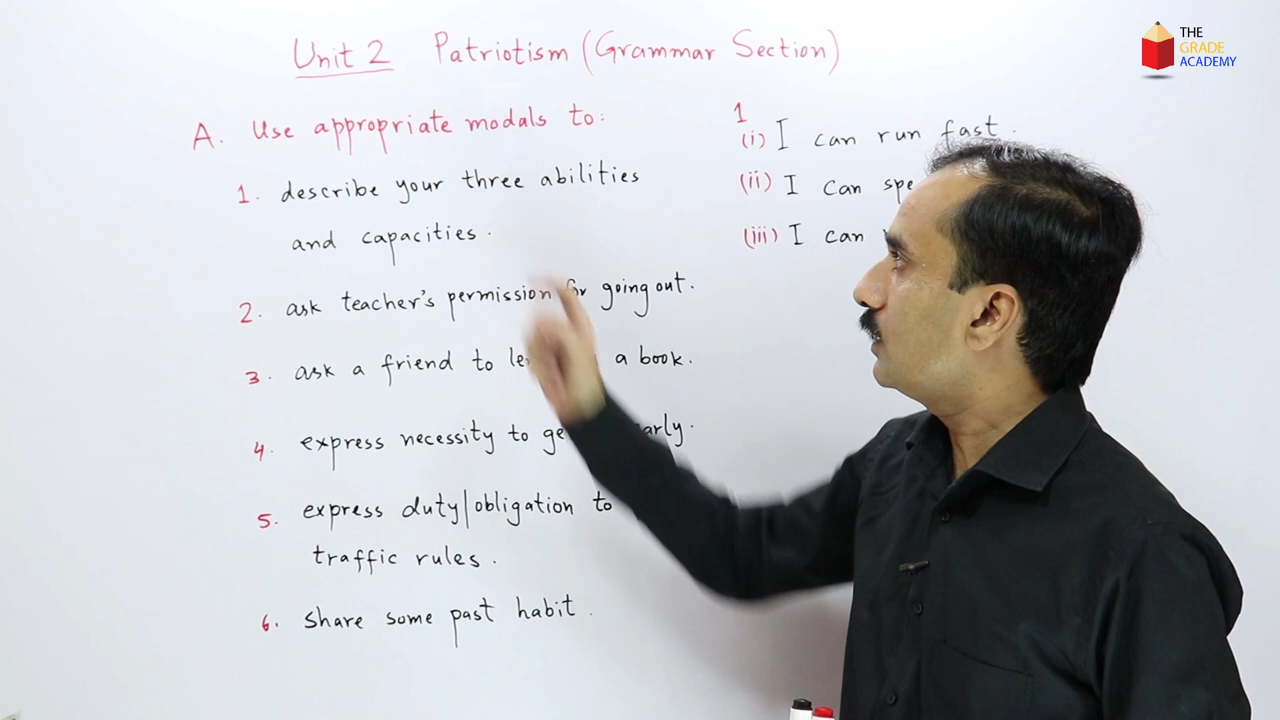 Unit 2 Patriotism (Grammar Section)
THE
GRADE
ACADEMY
A. Use appropriate modals to:
1. describe your three abilities
and capacities.
2. ask teacher's permission going out.
3. ask a friend to a book.
4. express necessity to
5. express duty/obligation to
traffic rules.
6. share some past habit.
1
(i) I can run fast.
(ii) I can
(iii) I can